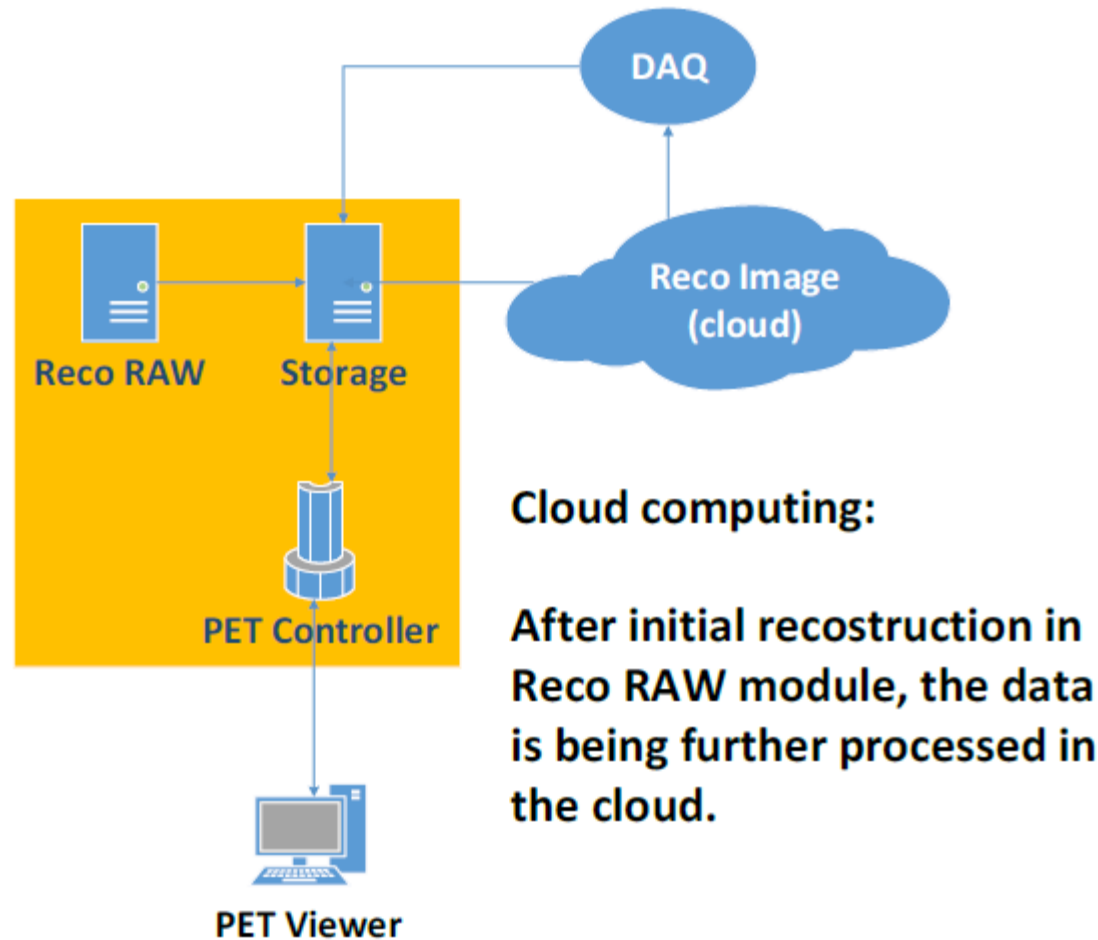 DAQ
Reco Image
(cloud)
Reco RAW
Storage
PET Controller
Cloud computing:
After initial recostruction in
Reco RAW module, the data
is being further processed in
the cloud.
PET Viewer